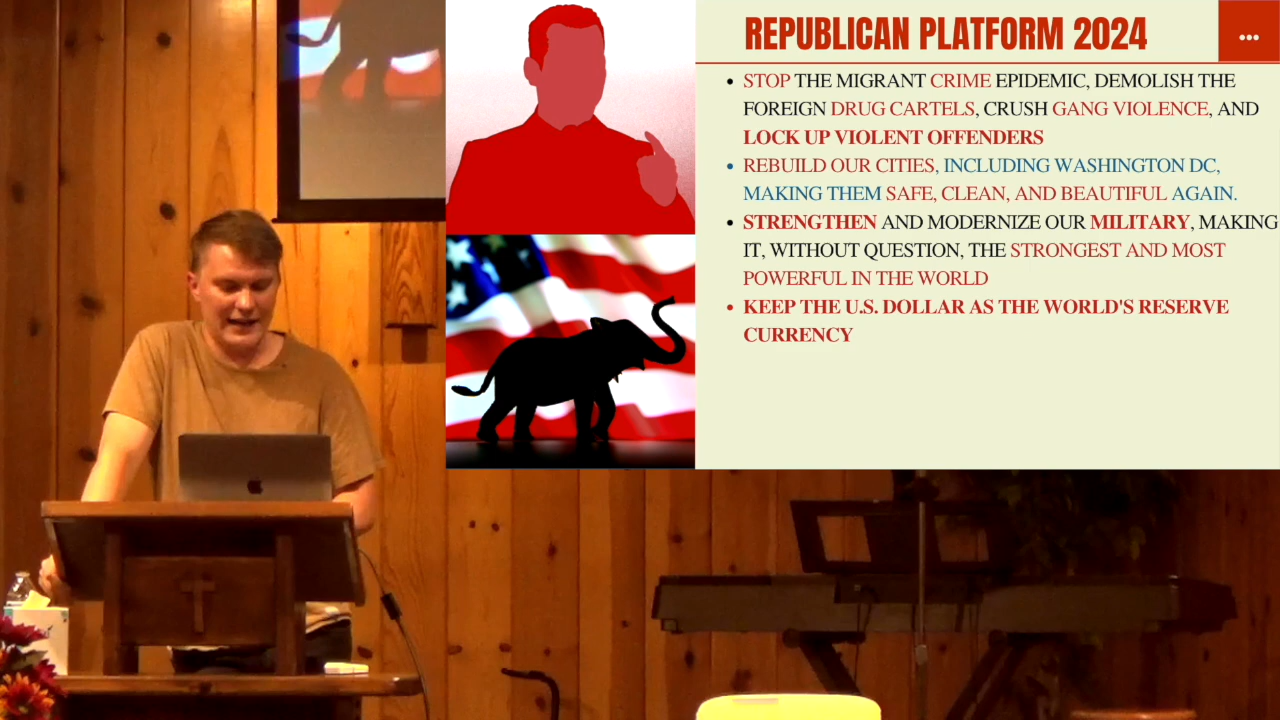 REPUBLICAN PLATFORM 2024
STOP THE MIGRANT CRIME EPIDEMIC, DEMOLISH THE
FOREIGN DRUG CARTELS, CRUSH GANG VIOLENCE, AND
LOCK UP VIOLENT OFFENDERS
REBUILD OUR CITIES, INCLUDING WASHINGTON DC,
MAKING THEM SAFE, CLEAN, AND BEAUTIFUL AGAIN.
STRENGTHEN AND MODERNIZE OUR MILITARY, MAKING
IT, WITHOUT QUESTION, THE STRONGEST AND MOST
POWERFUL IN THE WORLD
KEEP THE U.S. DOLLAR AS THE WORLD'S RESERVE
CURRENCY